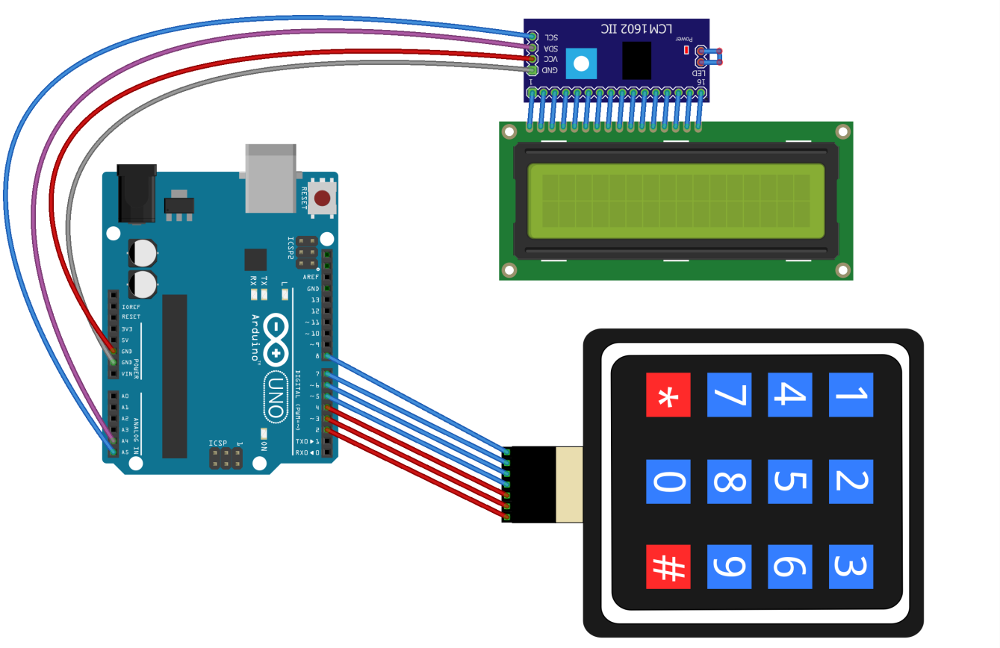 LCM1602 IIC
SCL
SDA
VCC
GND
Power
LED
1
16
RESET
ICSP2
AREF
GND
13
12
~11
~10
~9
8
7
~6
~5
4
~3
2
TXD▶1
RXD◀0
DIGITAL (PWM=~)
RX
TX
L
Arduino™
UNO
ON
ICSP
1
IOREF
RESET
3V3
5V
GND
GND
VIN
POWER
A0
A1
A2
A3
A4
A5
ANALOG IN
* 7 4 1
0 8 5 2
# 9 6 3